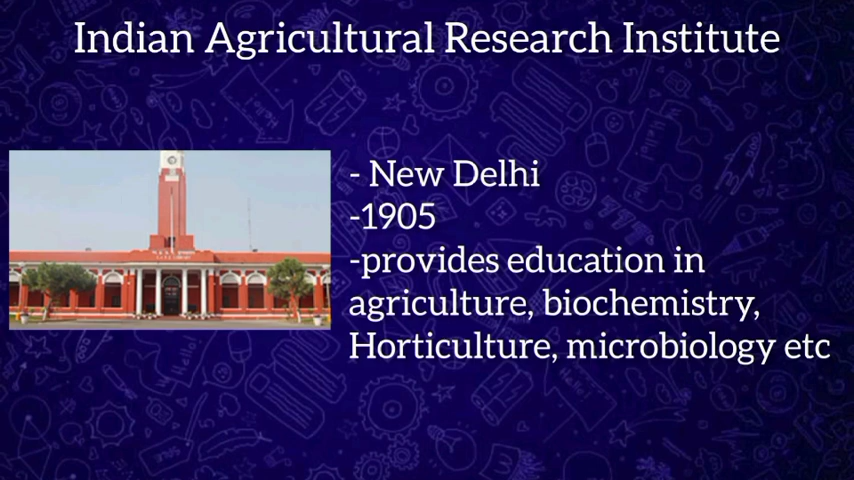 Indian Agricultural Research Institute
- New Delhi
-1905
-provides education in
agriculture, biochemistry,
Horticulture, microbiology etc